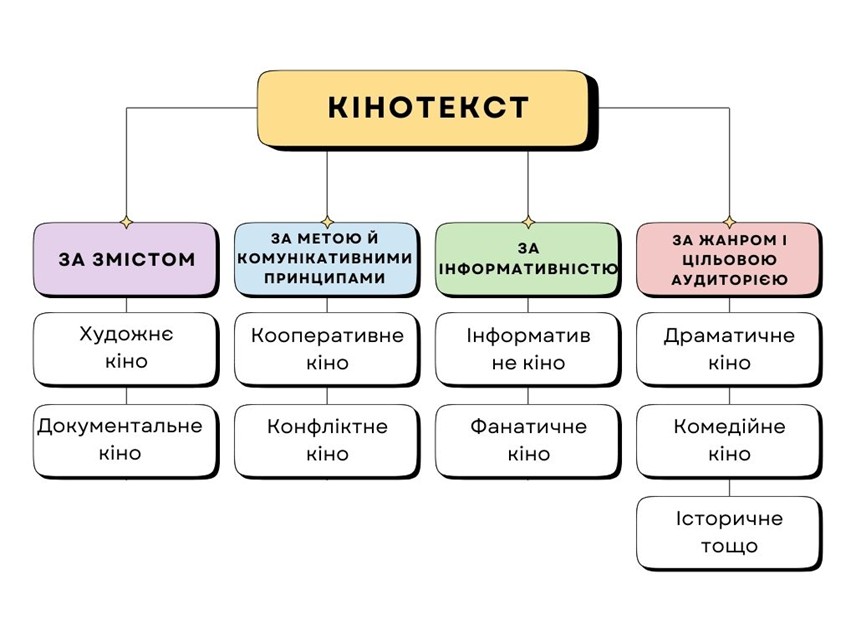 КІНОТЕКСТ
ЗА ЗМІСТОМ
Художнє
кіно
Документальне
кіно
ЗА МЕТОЮ Й
КОМУНІКАТИВНИМИ
ПРИНЦИПАМИ
Кооперативне
кіно
Конфліктне
кіно
ЗА
ІНФОРМАТИВНІСТЮ
Інформатив
не кіно
Фанатичне
кіно
ЗА ЖАНРОМ І
ЦІЛЬОВОЮ
АУДИТОРІЄЮ
Драматичне
кіно
Комедійне
кіно
Історичне
тощо